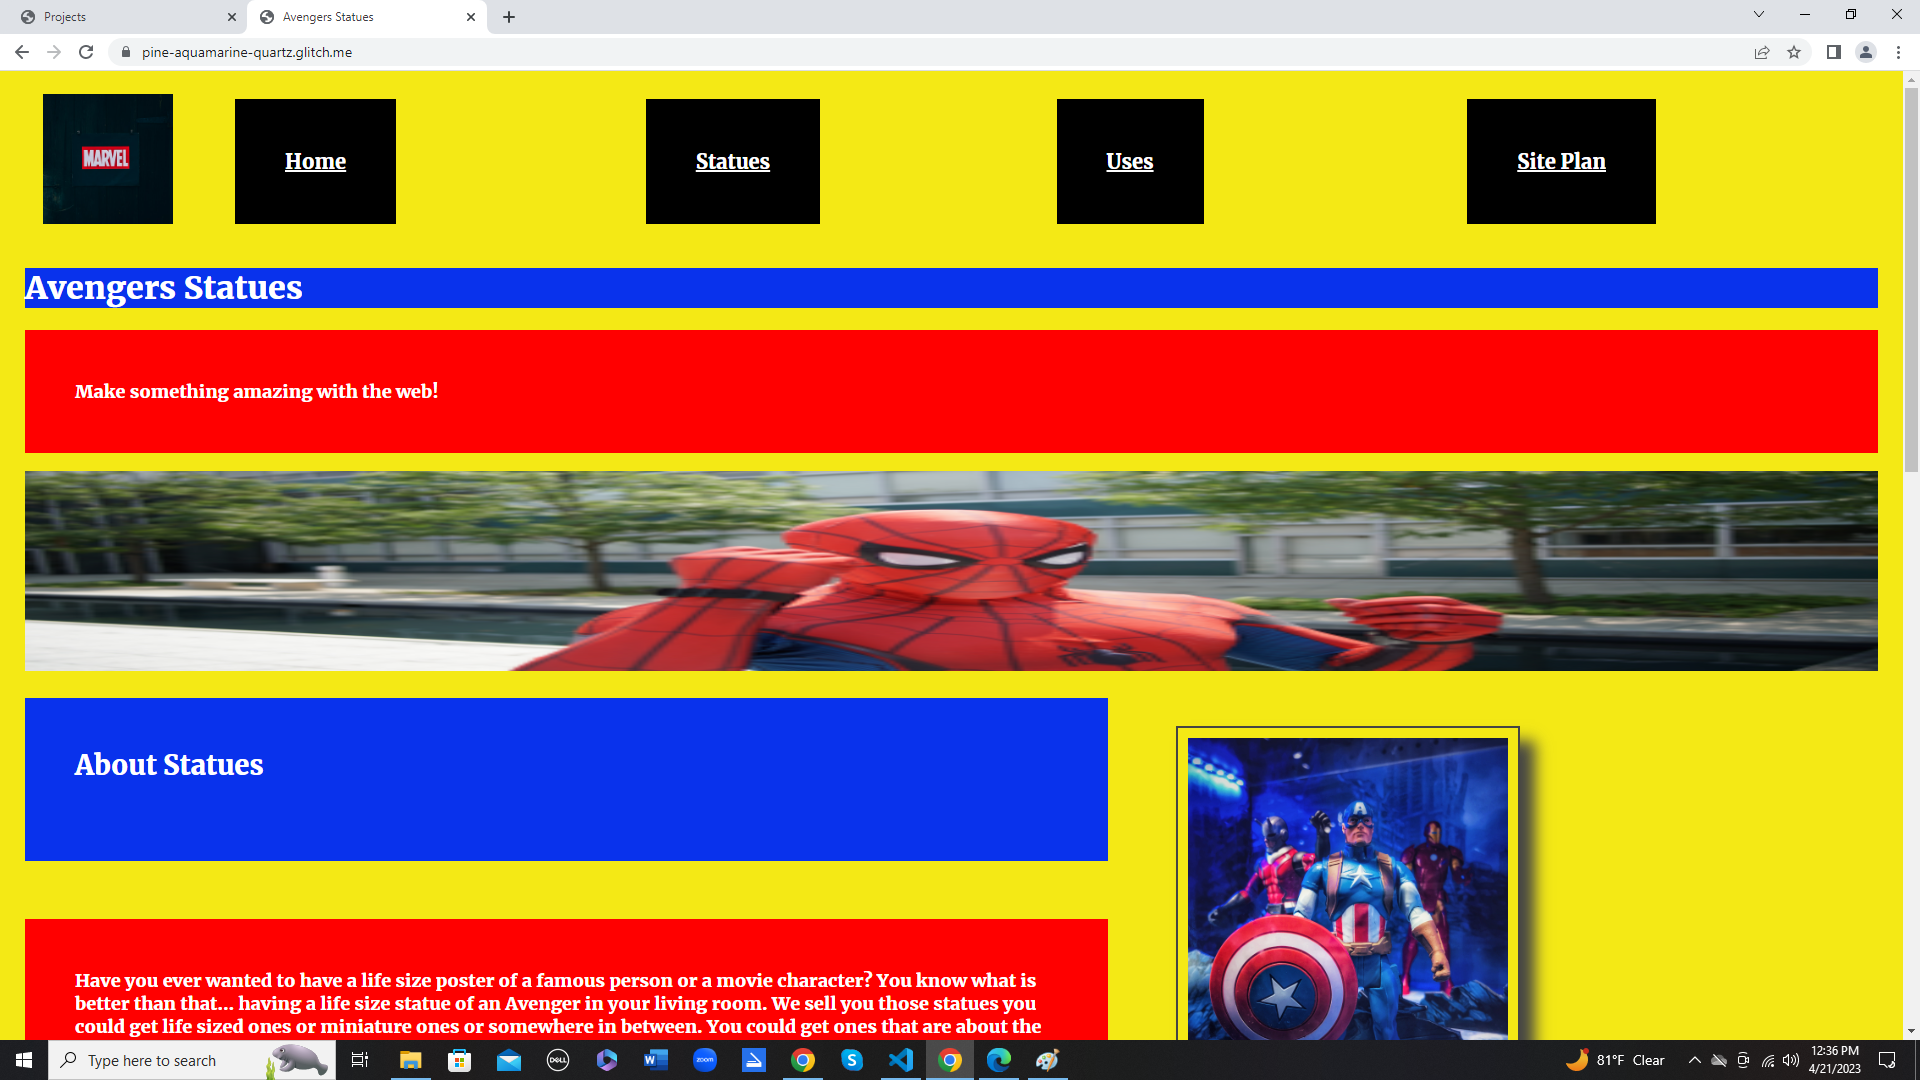 Projects
Avengers Statues
pine-aquamarine-quartz.glitch.me
MARVEL
Home
Statues
Uses
Site Plan
Avengers Statues
Make something amazing with the web!
About Statues
A
Have you ever wanted to have a life size poster of a famous person or a movie character? You know what is
better than that... having a life size statue of an Avenger in your living room. We sell you those statues you
could get life sized ones or miniature ones or somewhere in between. You could get ones that are about the
Type here to search
DELL
W
zoom
S
81°F Clear
12:36 PM
4/21/2023